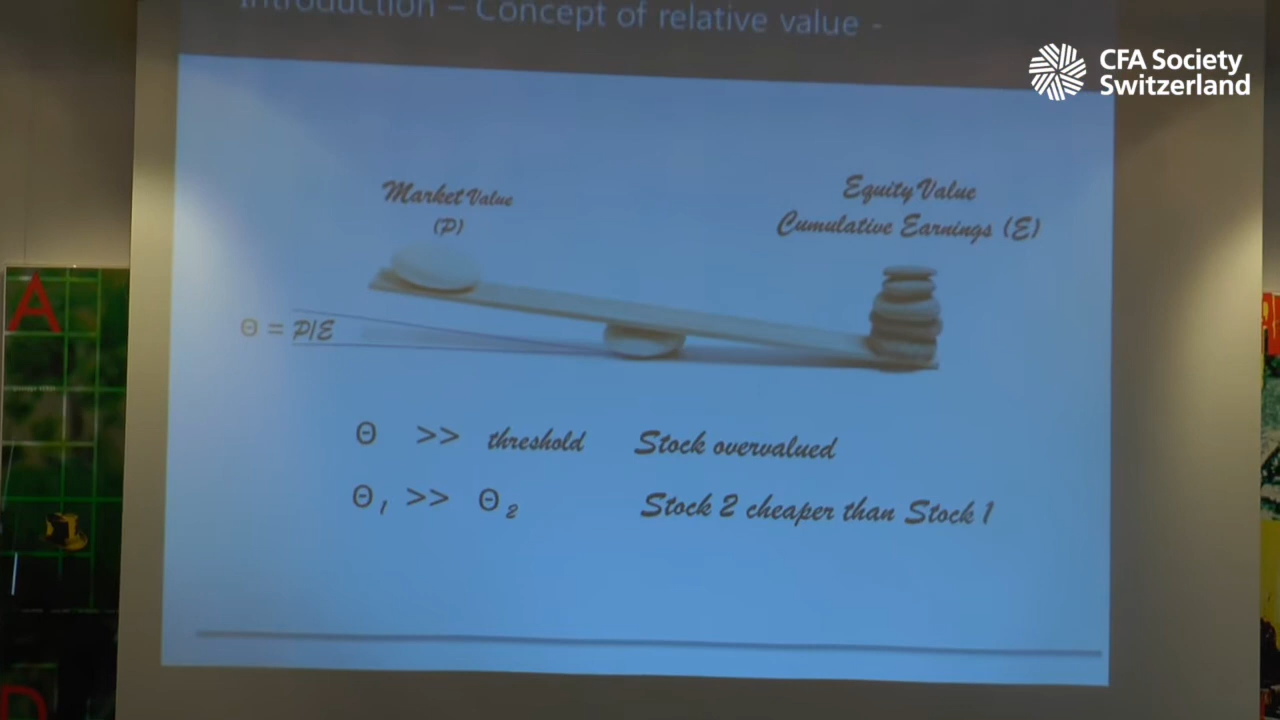 Introduction – Concept of relative value -
CFA Society
Switzerland
Market Value
(P)
Equity Value
Cumulative Earnings (E)
Θ = P/E
Θ >> threshold Stock overvalued
Θ1 >> Θ2 Stock 2 cheaper than Stock 1
A
D